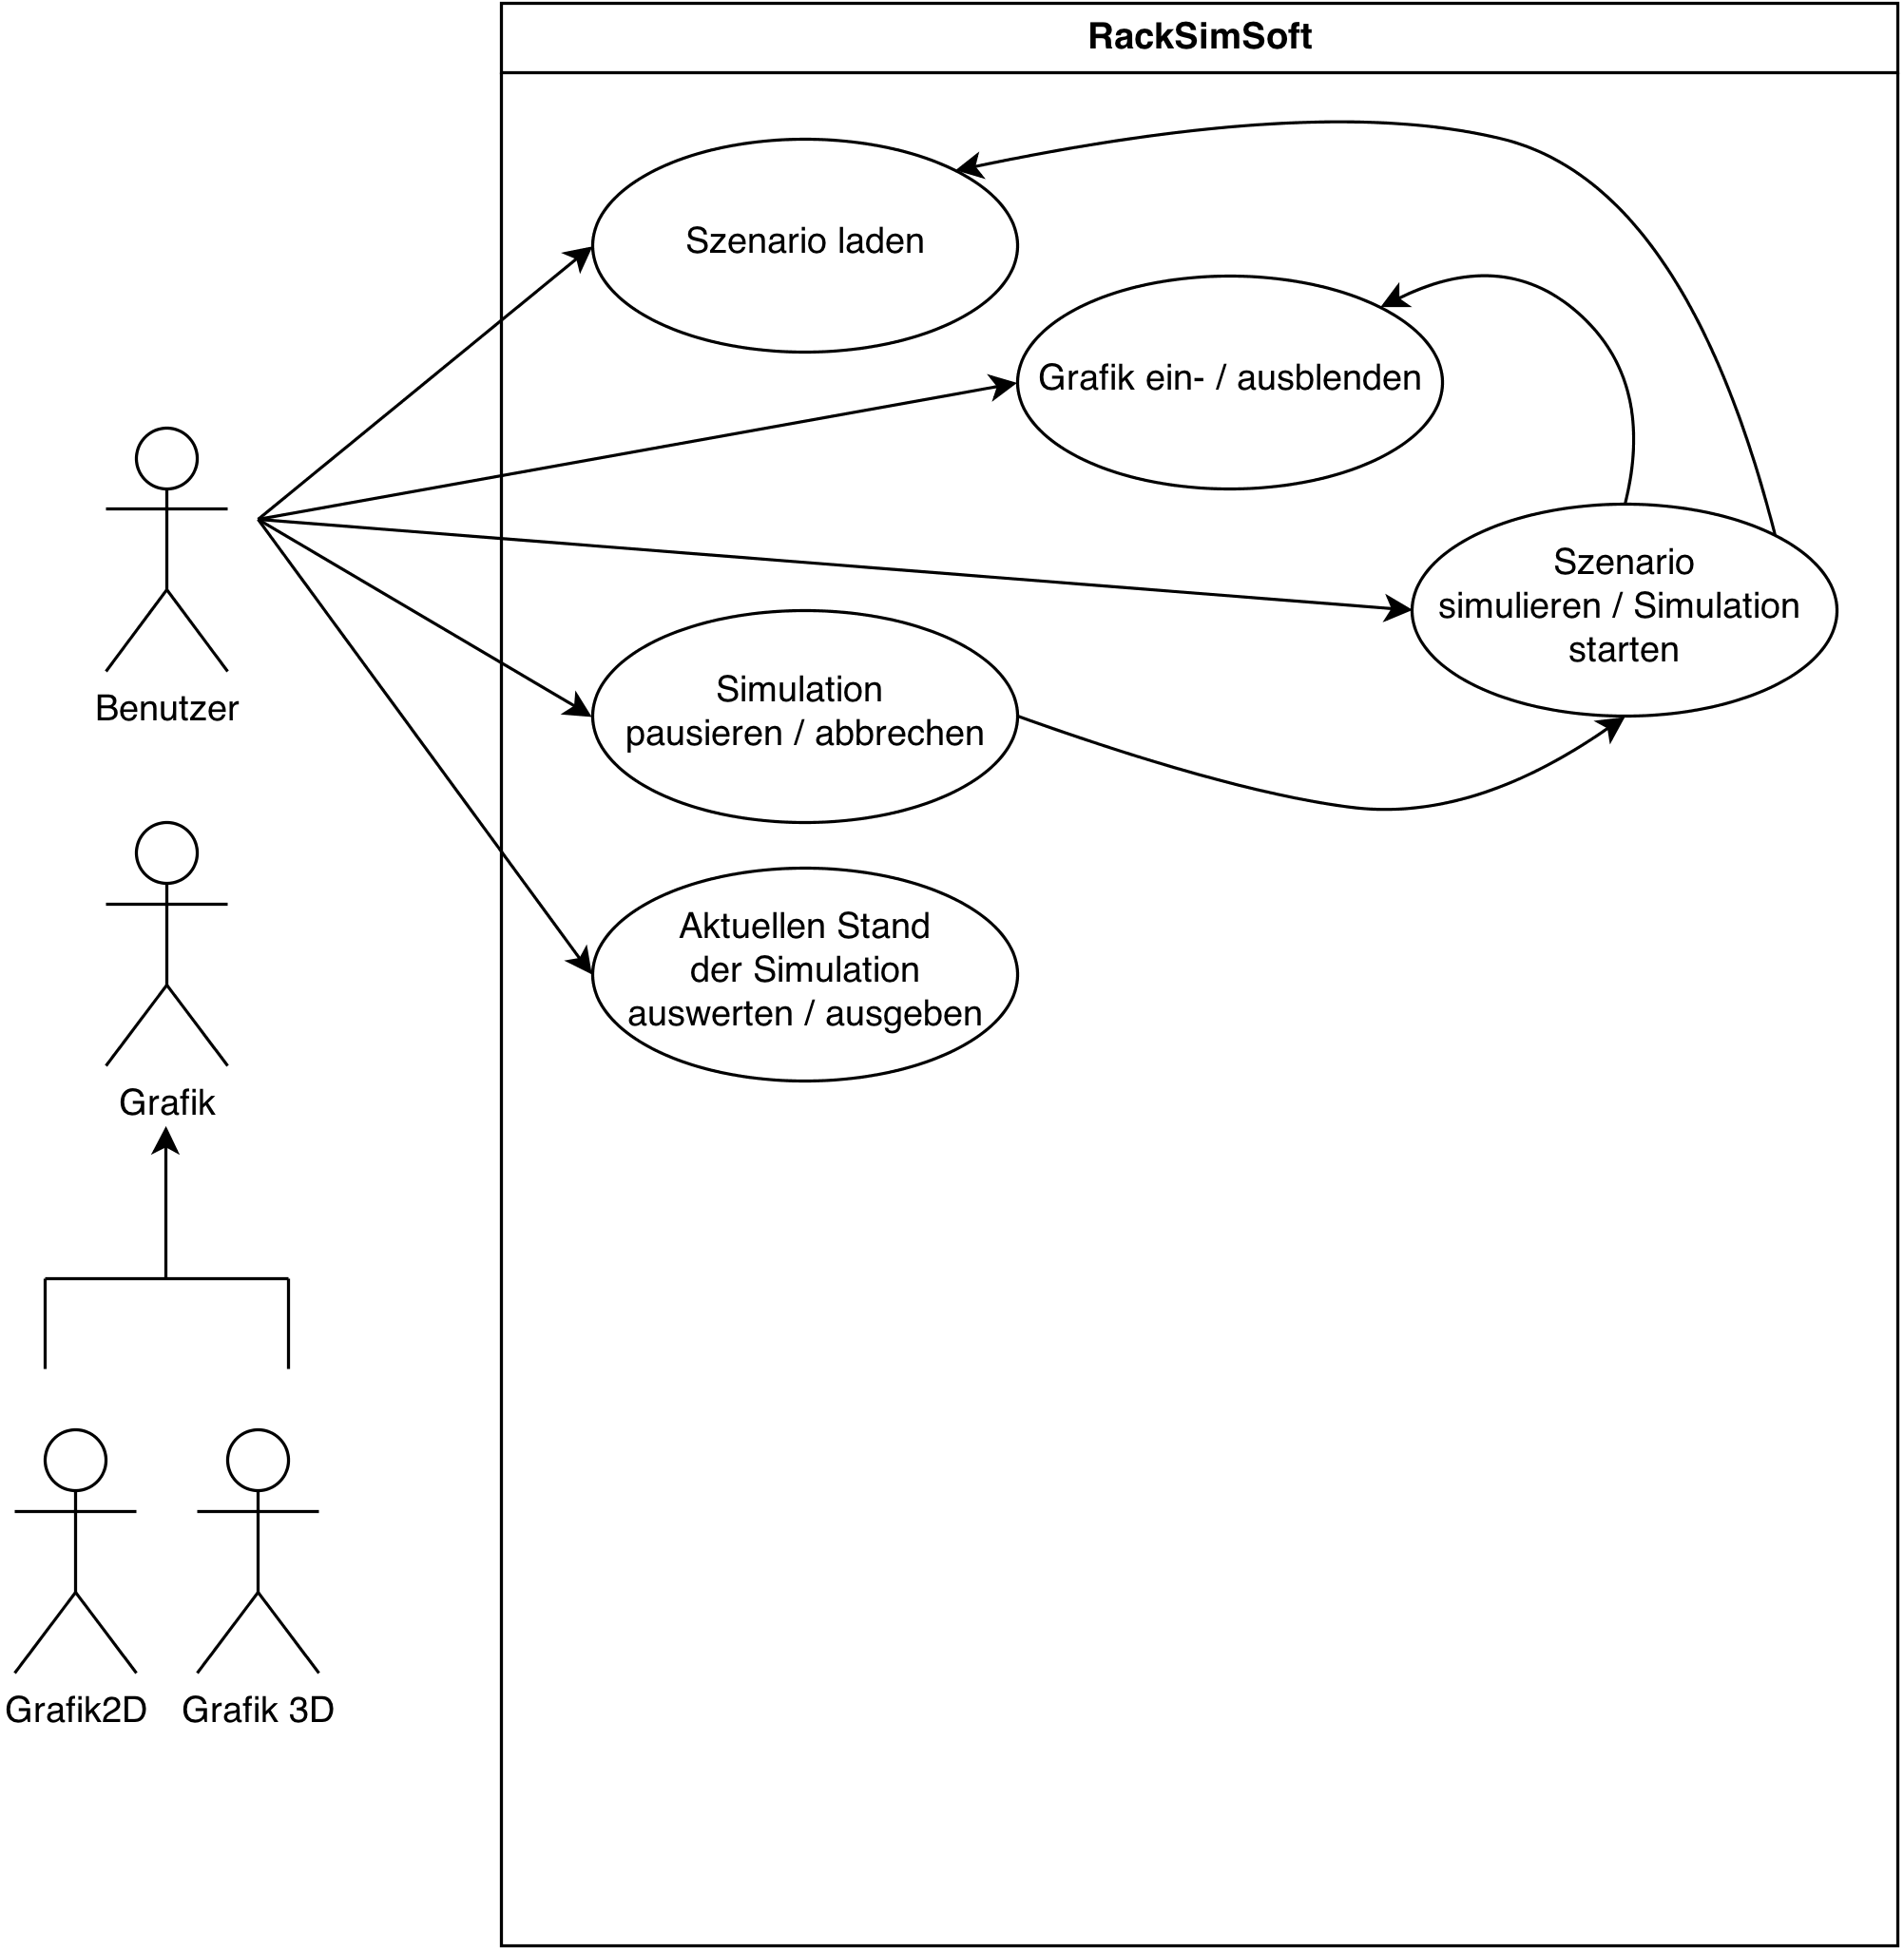 RackSimSoft
Szenario laden
Grafik ein- / ausblenden
Szenario
simulieren / Simulation
starten
Simulation
pausieren / abbrechen
Benutzer
Aktuellen Stand
der Simulation
auswerten / ausgeben
Grafik
Grafik2D
Grafik 3D